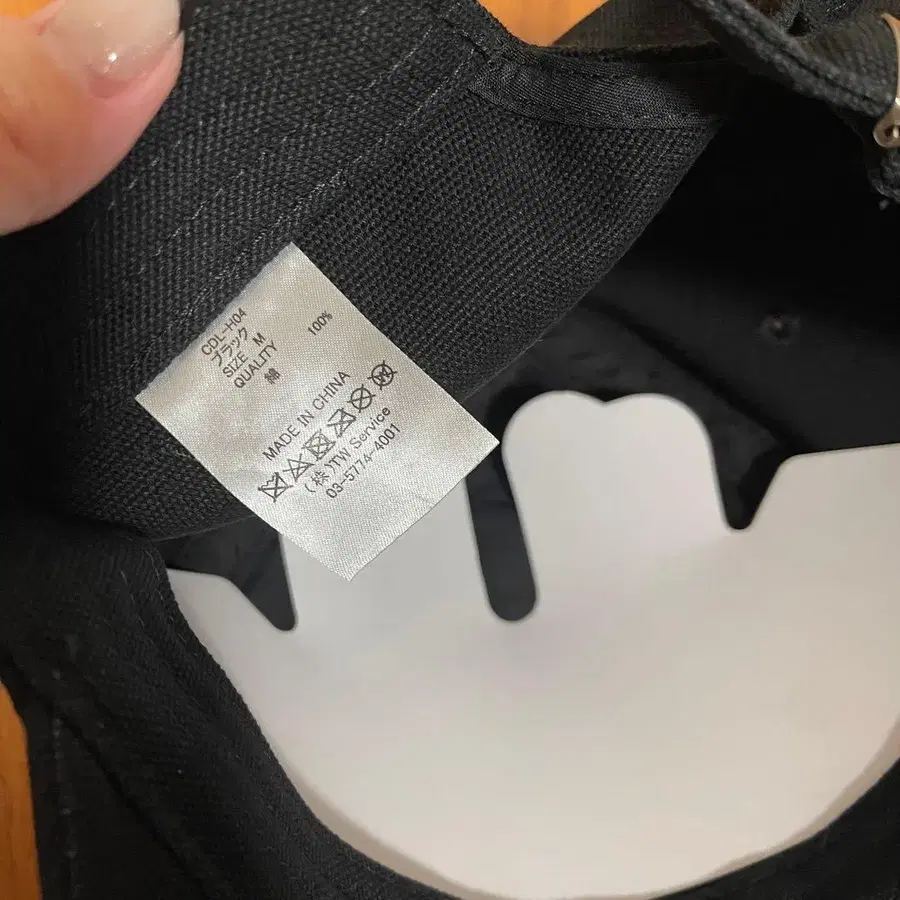 CDL-H04
ブラック
SIZE M
QUALITY
綿 100%
MADE IN CHINA
(株)TW Service
03-5774-4001